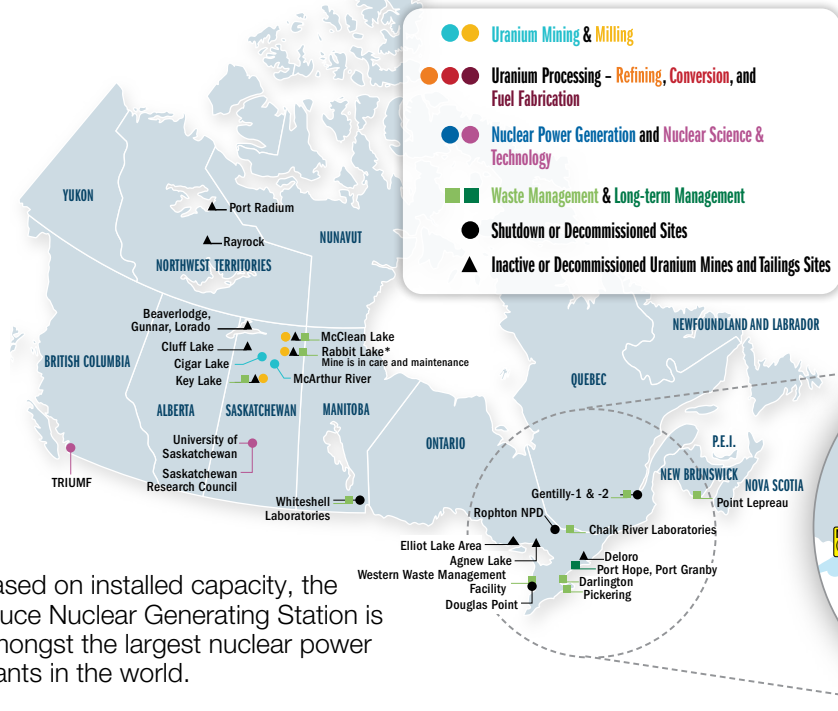 Uranium Mining & Milling
Uranium Processing – Refining, Conversion, and
Fuel Fabrication
Nuclear Power Generation and Nuclear Science &
Technology
Waste Management & Long-term Management
Shutdown or Decommissioned Sites
Inactive or Decommissioned Uranium Mines and Tailings Sites
YUKON
Port Radium
Rayrock
NUNAVUT
NORTHWEST TERRITORIES
Beaverlodge,
Gunnar, Lorado
McClean Lake
Cluff Lake
Rabbit Lake*
Mine is in care and maintenance
Cigar Lake
Key Lake
McArthur River
BRITISH COLUMBIA
ALBERTA
SASKATCHEWAN
MANITOBA
ONTARIO
QUEBEC
NEWFOUNDLAND AND LABRADOR
P.E.I.
NEW BRUNSWICK
NOVA SCOTIA
University of
Saskatchewan
Saskatchewan
Research Council
TRIUMF
Whiteshell
Laboratories
Gentilly-1 & -2
Point Lepreau
Rophton NPD
Chalk River Laboratories
Elliot Lake Area
Agnew Lake
Deloro
Port Hope, Port Granby
Western Waste Management
Facility
Darlington
Pickering
Douglas Point
ased on installed capacity, the
uce Nuclear Generating Station is
mongst the largest nuclear power
ants in the world.